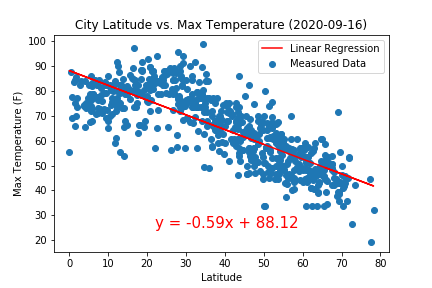 City Latitude vs. Max Temperature (2020-09-16)
Linear Regression
Measured Data
Max Temperature (F)
100
90
80
70
60
50
40
30
20
y = -0.59x + 88.12
0 10 20 30 40 50 60 70 80
Latitude